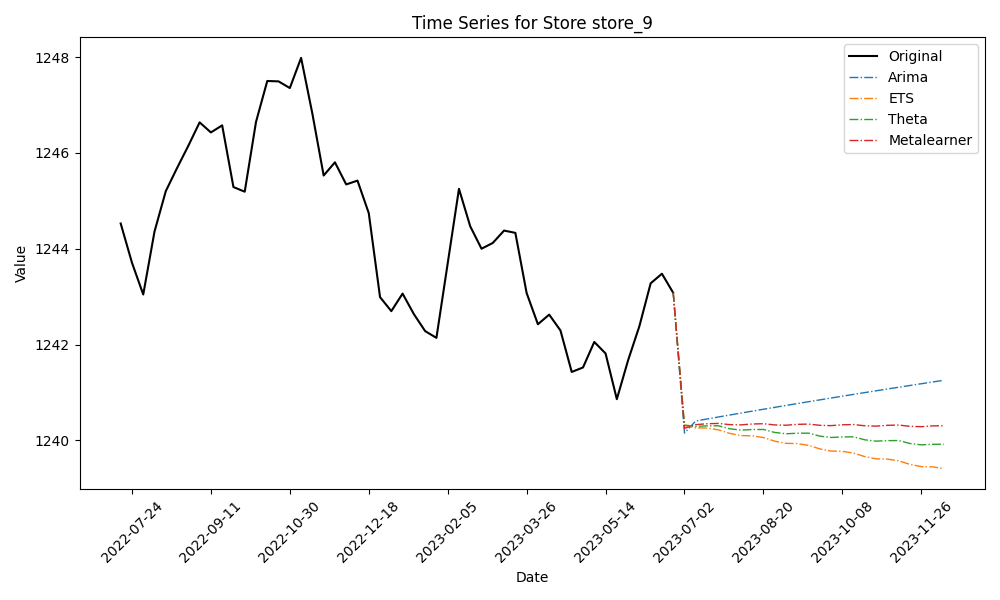 Time Series for Store store_9
Value
1248
1246
1244
1242
1240
Original
Arima
ETS
Theta
Metalearner
2022-07-24
2022-09-11
2022-10-30
2022-12-18
2023-02-05
2023-03-26
2023-05-14
2023-07-02
2023-08-20
2023-10-08
2023-11-26
Date